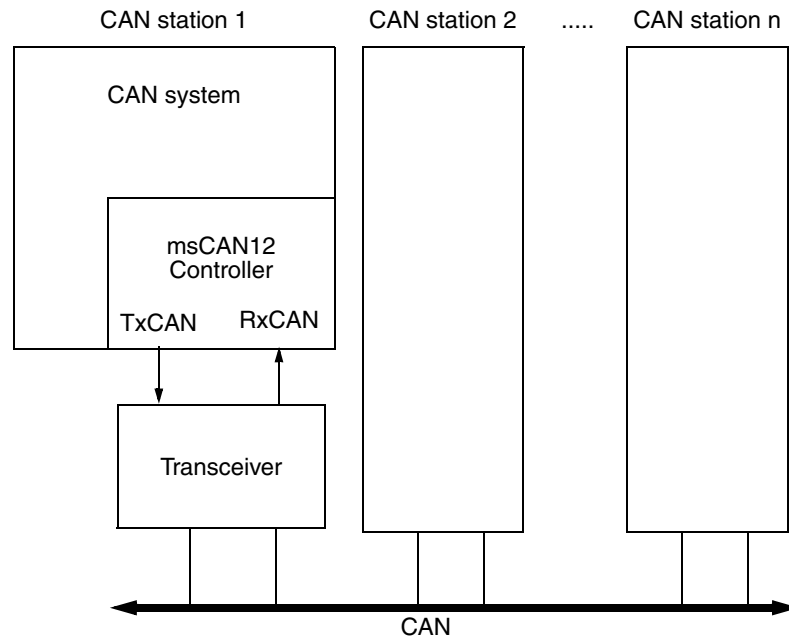 CAN station 1
CAN station 2
.....
CAN station n
CAN system
msCAN12
Controller
TxCAN
RxCAN
Transceiver
CAN